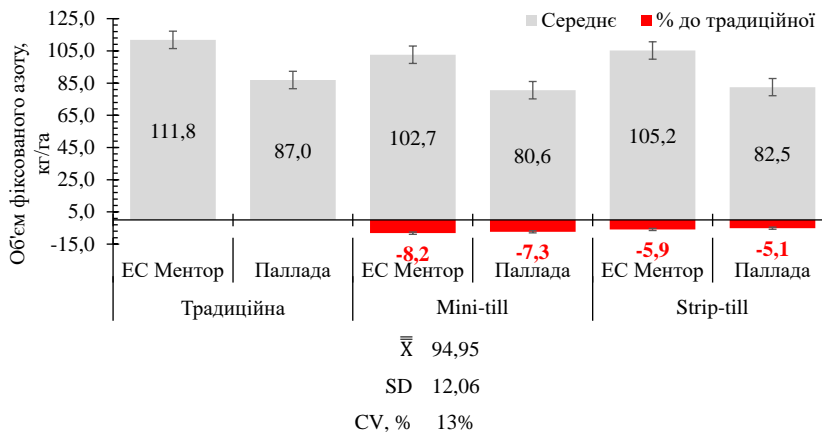 Середнє % до традиційної
Об'єм фіксованого азоту,
кг/га
125,0
105,0
85,0
65,0
45,0
25,0
5,0
-15,0
111,8 87,0 102,7 80,6 105,2 82,5
-8,2 -7,3 -5,9 -5,1
ЕС Ментор Паллада ЕС Ментор Паллада ЕС Ментор Паллада
Традиційна Mini-till Strip-till
X̿ 94,95
SD 12,06
CV, % 13%